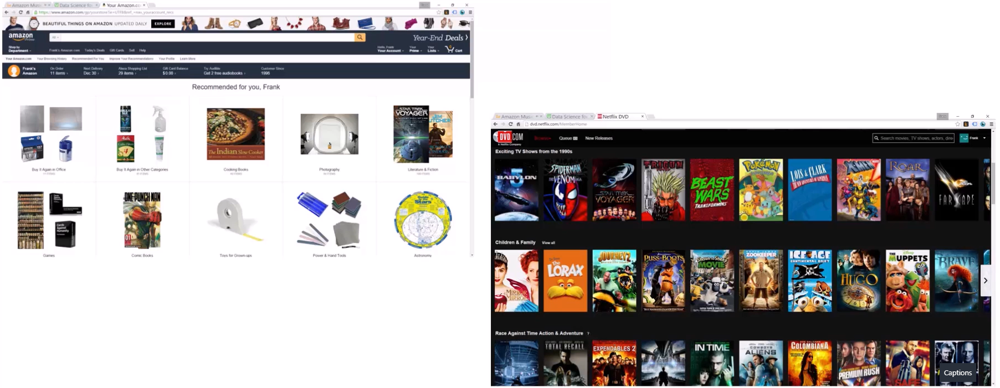 Amazon Music
Data Science for
Your Amazon.com
https://www.amazon.com/gp/yourstore?ie=UTF8&ref_=nav_youraccount_recs
BEAUTIFUL THINGS ON AMAZON UPDATED DAILY EXPLORE
amazon Prime
All
Year-End Deals
Shop by Department
Frank's Amazon.com Today's Deals Gift Cards Sell Help
Hello, Frank Your Account
Your Prime
Your Lists
0 Cart
Your Amazon.com Your Browsing History Recommended For You Improve Your Recommendations Your Profile Learn More
Frank's Amazon
On Order 11 items
Next Delivery Dec 30
Alexa Shopping List 29 items
Gift Card Balance $0.00
Try Audible Get 2 free audiobooks
Customer Since 1996
Recommended for you, Frank
The Indian Slow Cooker
STAR TREK VOYAGER
Buy It Again in Office
Buy It Again in Other Categories
Cooking Books
Photography
Literature & Fiction
Cards Against Humanity
ONE-PUNCH MAN
01
Guide to the Stars
Games
Comic Books
Toys for Grown-ups
Power & Hand Tools
Astronomy
Amazon Music
Data Science for
Netflix DVD
dvd.netflix.com/MemberHome
DVD.COM
A Netflix Company
Browse
Queue
New Releases
Search movies, TV shows, actors, dire
Frank
Exciting TV Shows from the 1990s
BABYLON 5
SPIDERMAN THE VENOM SAGA
STAR TREK VOYAGER
TRIGUN
BEAST WARS TRANSFORMERS
POKÉMON
LOIS & CLARK THE NEW ADVENTURES OF SUPERMAN
X-MEN
ROAR
FARSCAPE
Children & Family View all
MIRROR MIRROR
The LORAX
JOURNEY 2
PUSS IN BOOTS
Shaun the Sheep MOVIE
ZOOKEEPER
ICE AGE CONTINENTAL DRIFT
HUGO
Disney THE MUPPETS
BRAVE
Race Against Time Action & Adventure ?
TOTAL RECALL
EXPENDABLES 2
IN TIME
COWBOYS ALIENS
ZOE SALDANA
COLOMBIANA
PREMIUM RUSH
SAFE
Captions